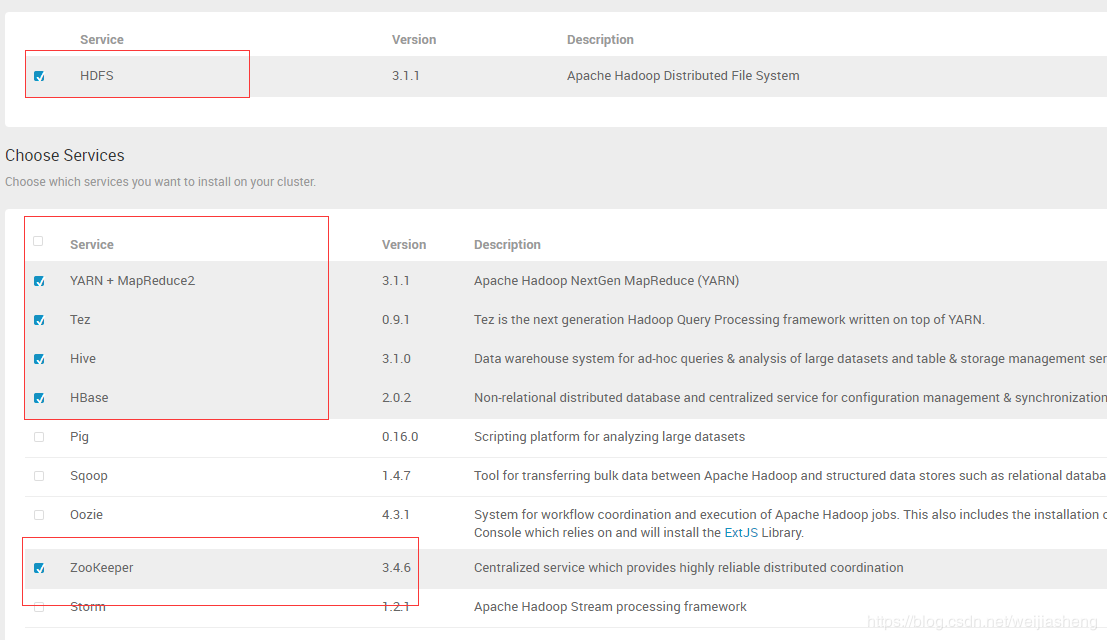 Service Version Description
HDFS 3.1.1 Apache Hadoop Distributed File System
Choose Services
Choose which services you want to install on your cluster.
Service Version Description
YARN + MapReduce2 3.1.1 Apache Hadoop NextGen MapReduce (YARN)
Tez 0.9.1 Tez is the next generation Hadoop Query Processing framework written on top of YARN.
Hive 3.1.0 Data warehouse system for ad-hoc queries & analysis of large datasets and table & storage management ser
HBase 2.0.2 Non-relational distributed database and centralized service for configuration management & synchronization
Pig 0.16.0 Scripting platform for analyzing large datasets
Sqoop 1.4.7 Tool for transferring bulk data between Apache Hadoop and structured data stores such as relational databa
Oozie 4.3.1 System for workflow coordination and execution of Apache Hadoop jobs. This also includes the installation o
Console which relies on and will install the ExtJS Library.
ZooKeeper 3.4.6 Centralized service which provides highly reliable distributed coordination
Storm 1.2.1 Apache Hadoop Stream processing framework
https://blog.csdn.net/weijiasheng